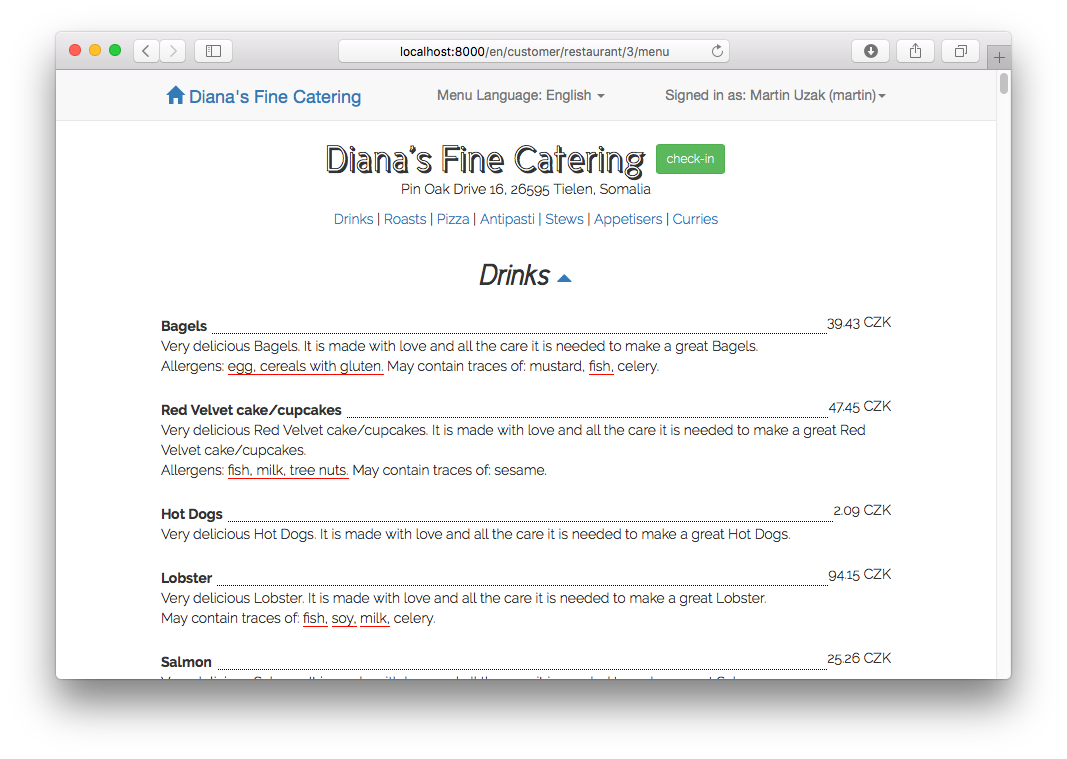 localhost:8000/en/customer/restaurant/3/menu
Diana's Fine Catering
Menu Language: English
Signed in as: Martin Uzak (martin)
Diana's Fine Catering check-in
Pin Oak Drive 16, 26595 Tielen, Somalia
Drinks | Roasts | Pizza | Antipasti | Stews | Appetisers | Curries
Drinks
Bagels 39.43 CZK
Very delicious Bagels. It is made with love and all the care it is needed to make a great Bagels.
Allergens: egg, cereals with gluten. May contain traces of: mustard, fish, celery.
Red Velvet cake/cupcakes 47.45 CZK
Very delicious Red Velvet cake/cupcakes. It is made with love and all the care it is needed to make a great Red
Velvet cake/cupcakes.
Allergens: fish, milk, tree nuts. May contain traces of: sesame.
Hot Dogs 2.09 CZK
Very delicious Hot Dogs. It is made with love and all the care it is needed to make a great Hot Dogs.
Lobster 94.15 CZK
Very delicious Lobster. It is made with love and all the care it is needed to make a great Lobster.
May contain traces of: fish, soy, milk, celery.
Salmon 25.26 CZK